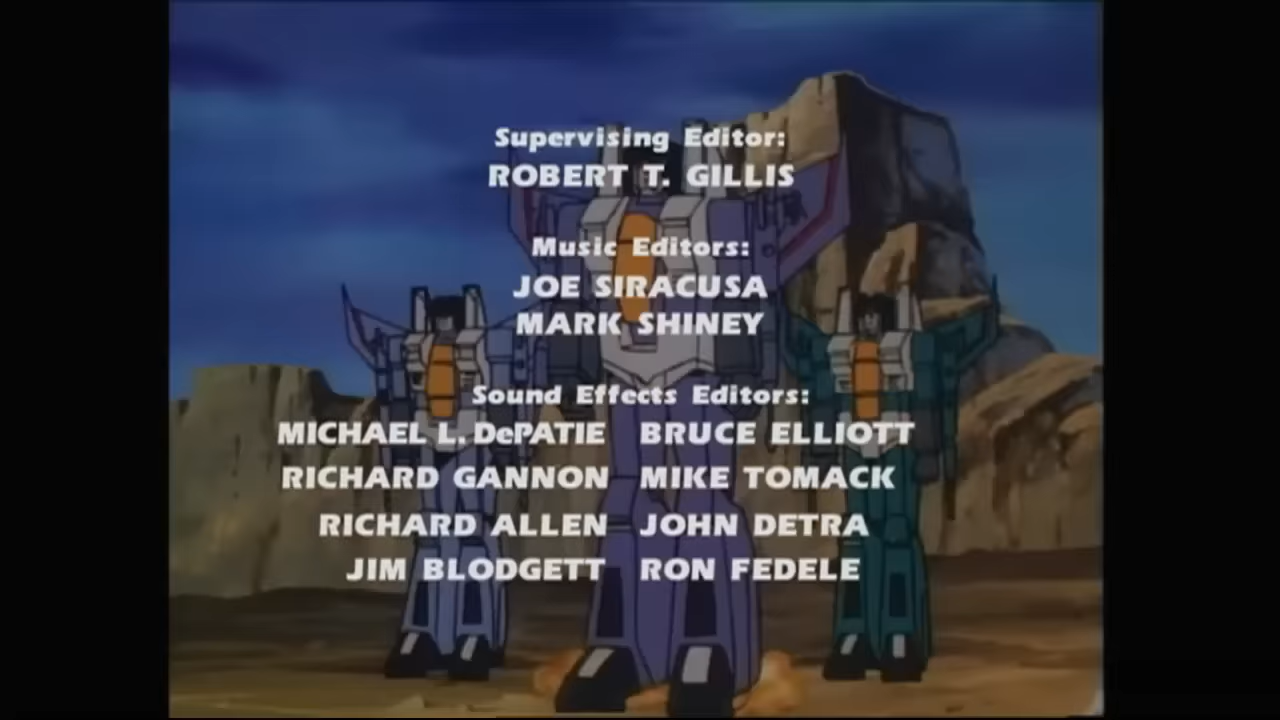 Supervising Editor:
ROBERT T. GILLIS
Music Editors:
JOE SIRACUSA
MARK SHINEY
Sound Effects Editors:
MICHAEL L. DePATIE BRUCE ELLIOTT
RICHARD GANNON MIKE TOMACK
RICHARD ALLEN JOHN DETRA
JIM BLODGETT RON FEDELE